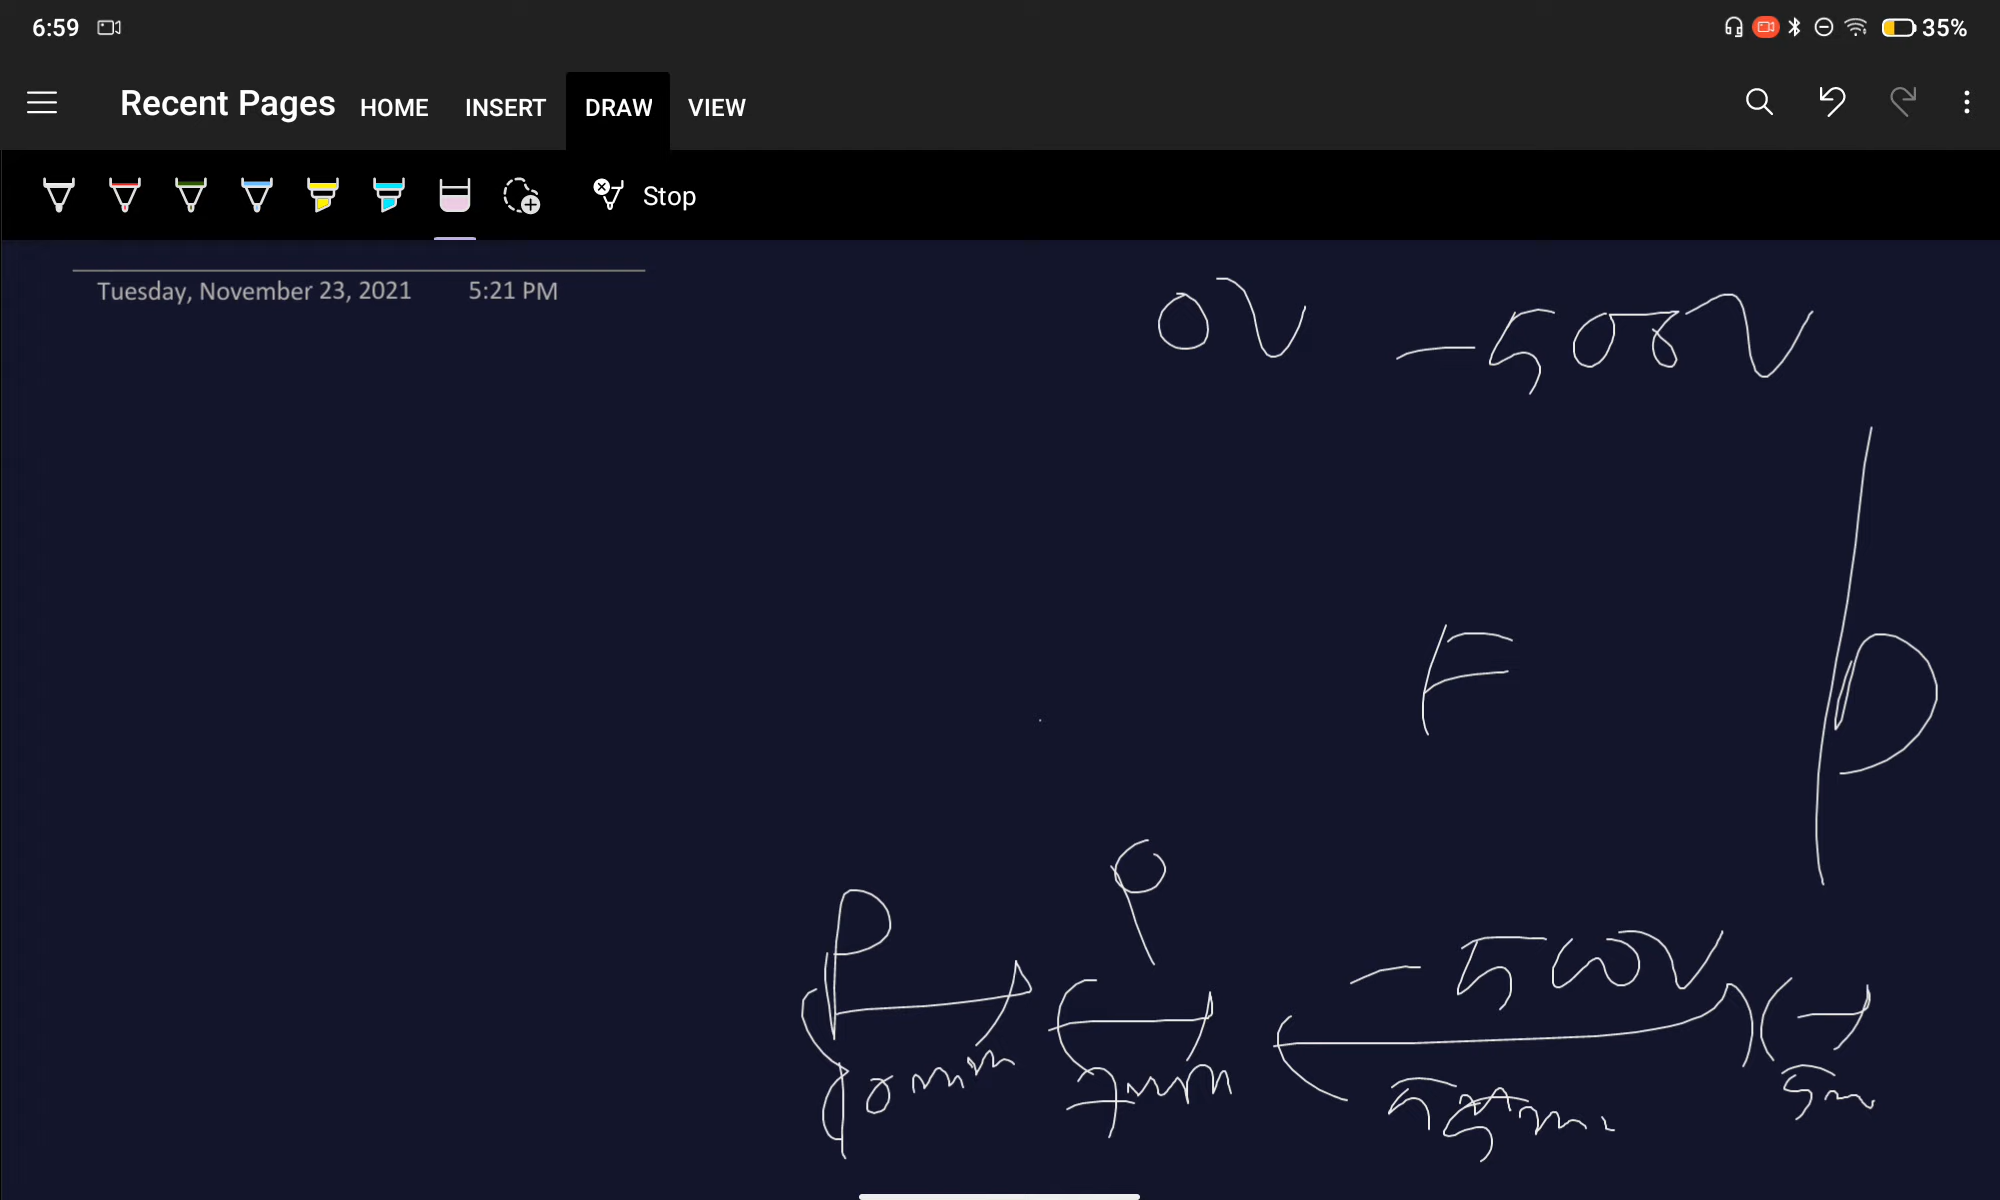 6:59 35%
Recent Pages HOME INSERT DRAW VIEW
Stop
Tuesday, November 23, 2021 5:21 PM
0V -500V
F
D
P
P
-500V
7mm